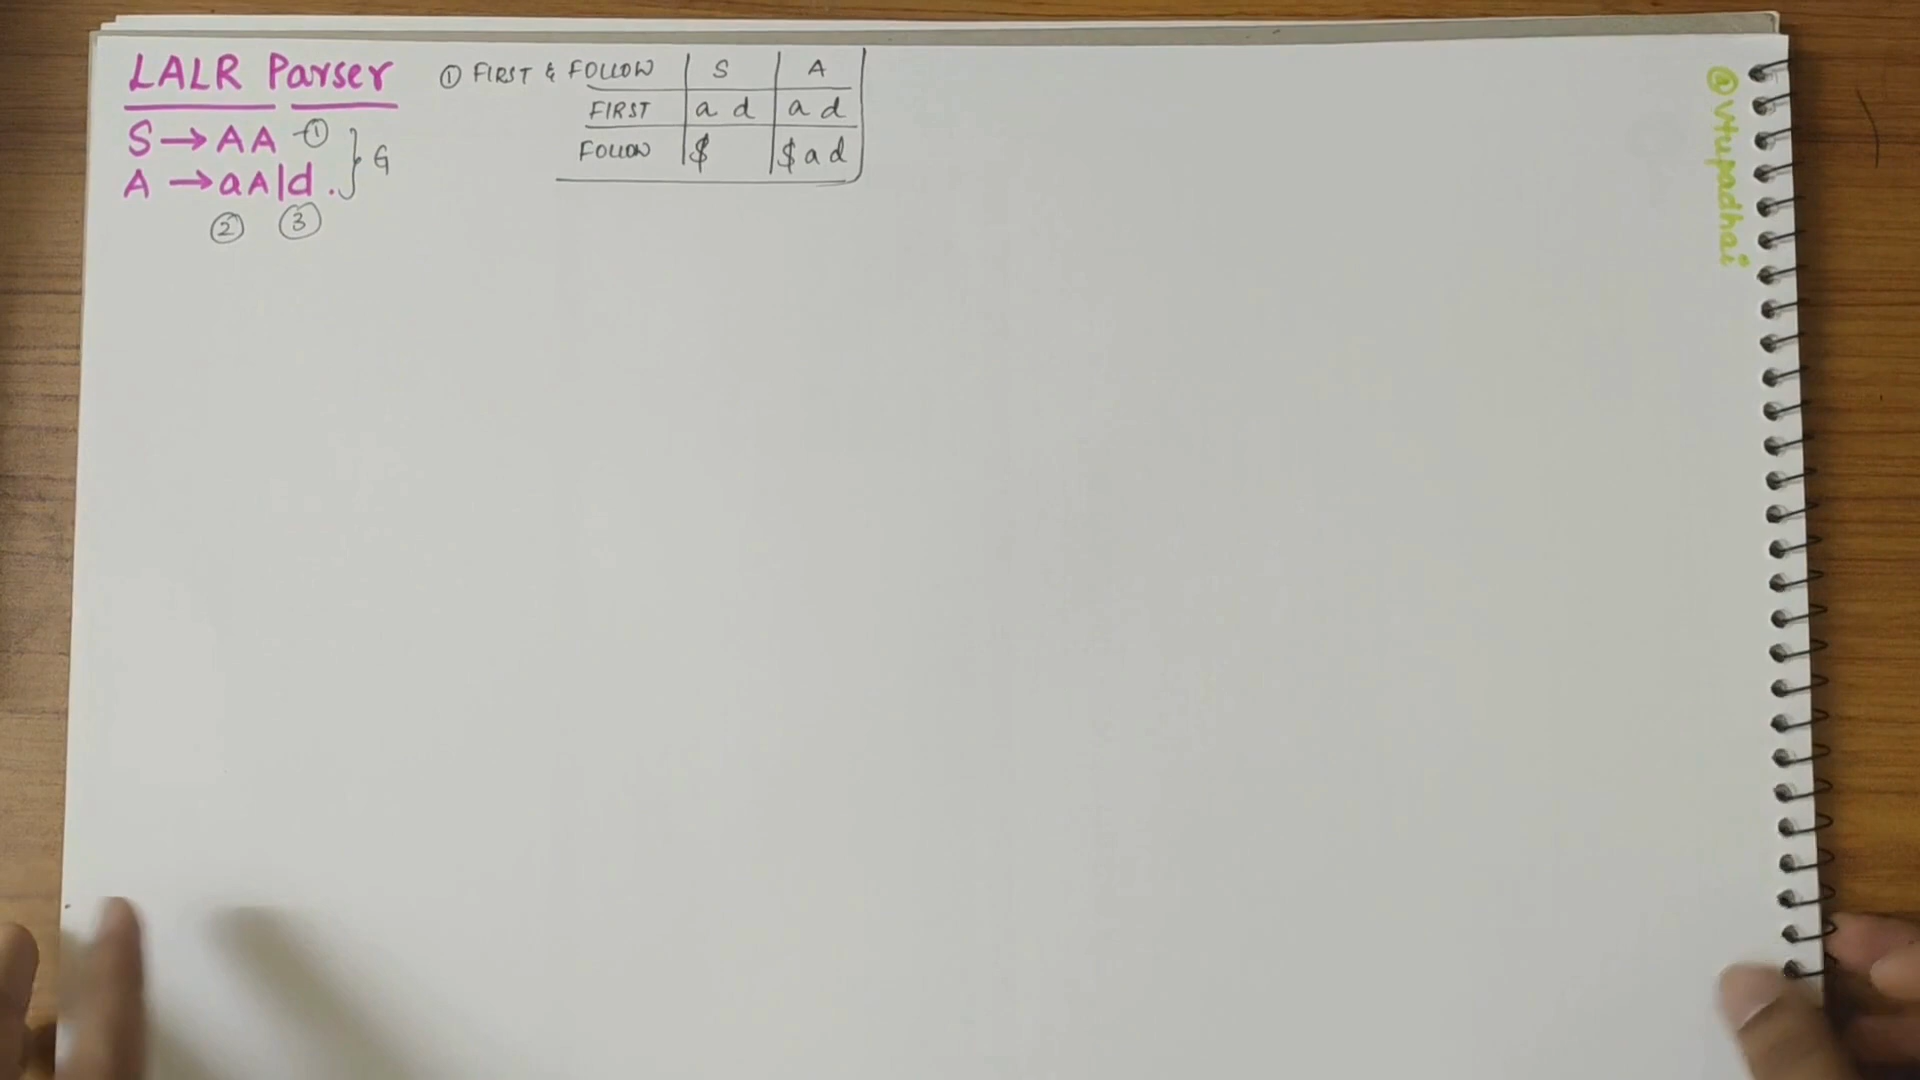 LALR Parser
S → AA - ①
A → aA|d . } G
② ③
① FIRST & FOLLOW | S | A
FIRST | a d | a d
FOLLOW | $ | $ a d
@Vtupadhai